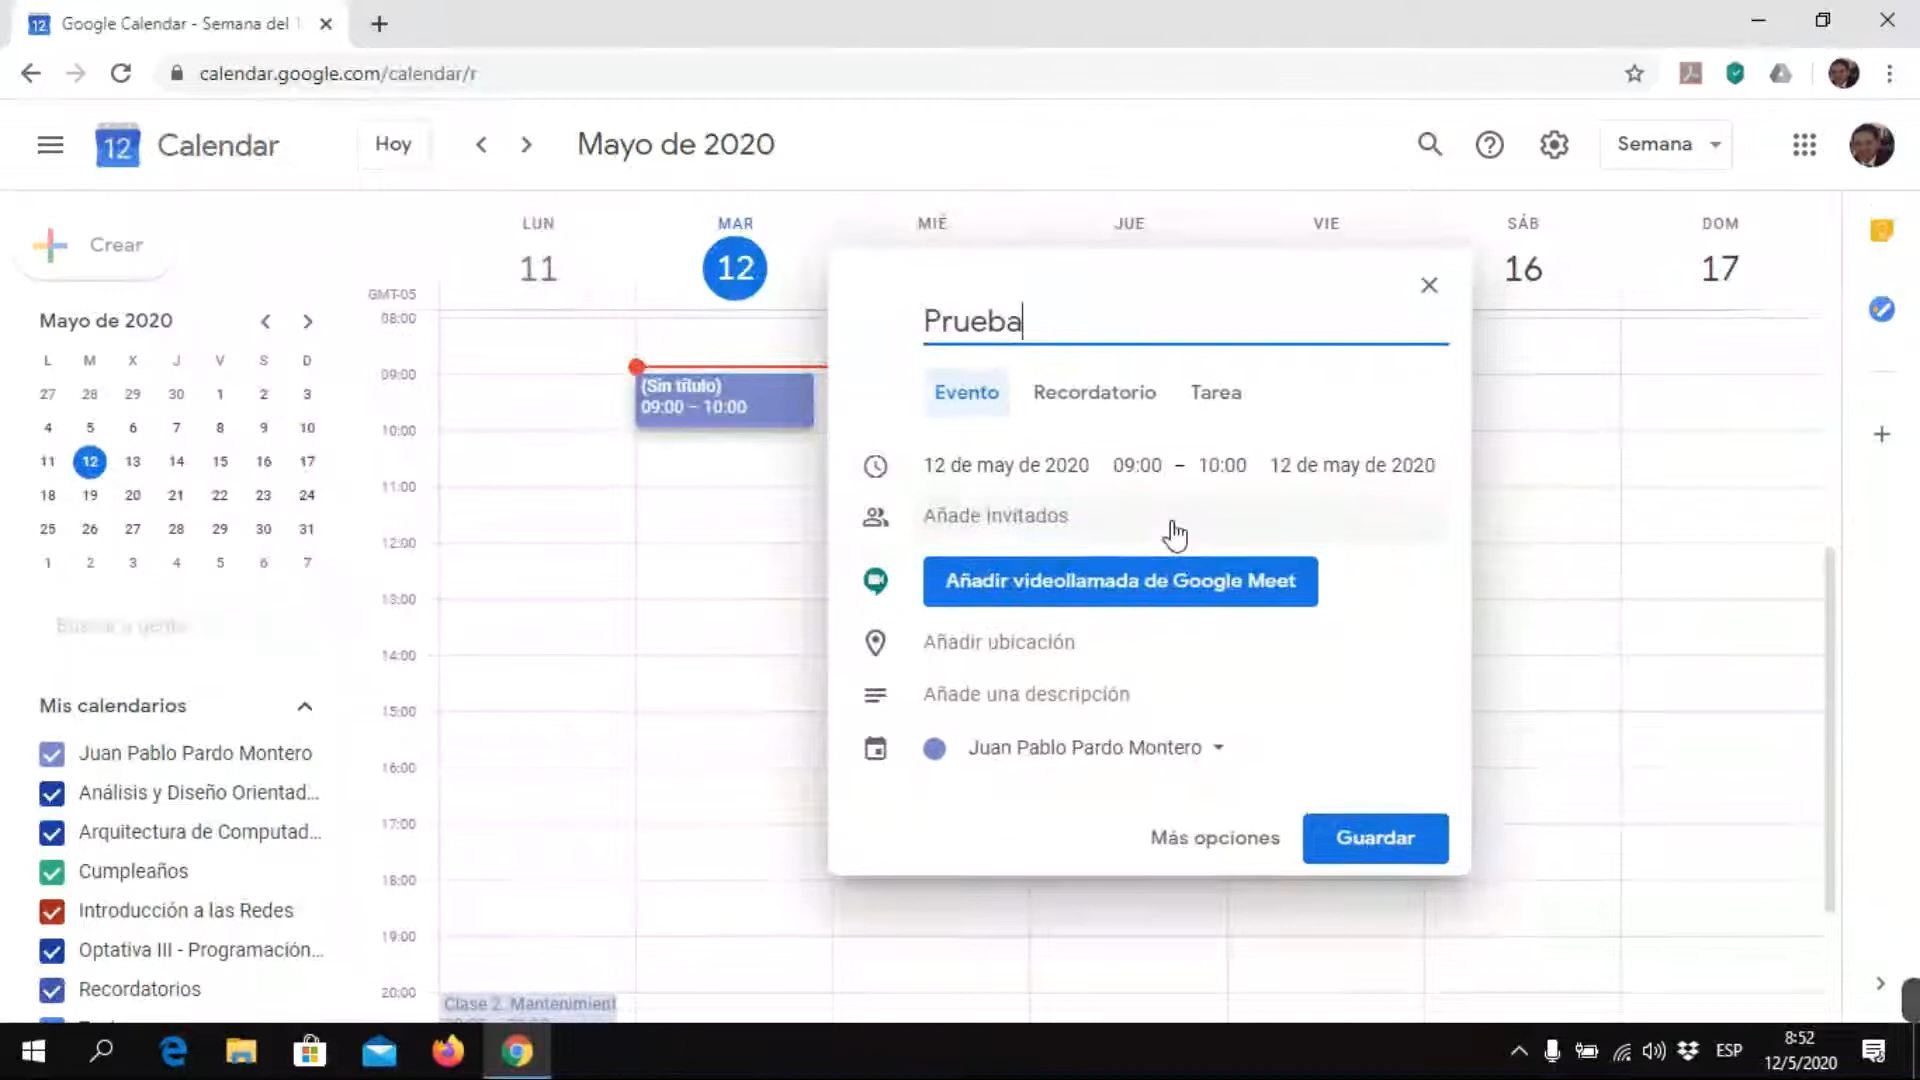 Google Calendar - Semana del 1
calendar.google.com/calendar/r
12
Calendar
Hoy
Mayo de 2020
Semana
Crear
LUN
MAR
MIÉ
JUE
VIE
SÁB
DOM
11
12
16
17
GMT-05
Mayo de 2020
L M X J V S D
27 28 29 30 1 2 3
4 5 6 7 8 9 10
11 12 13 14 15 16 17
18 19 20 21 22 23 24
25 26 27 28 29 30 31
1 2 3 4 5 6 7
Buscar a gente
Mis calendarios
Juan Pablo Pardo Montero
Análisis y Diseño Orientad...
Arquitectura de Computad...
Cumpleaños
Introducción a las Redes
Optativa III - Programación...
Recordatorios
08:00
09:00
10:00
11:00
12:00
13:00
14:00
15:00
16:00
17:00
18:00
19:00
20:00
(Sin título)
09:00 – 10:00
Clase 2. Mantenimient
Prueba
Evento
Recordatorio
Tarea
12 de may de 2020 09:00 – 10:00 12 de may de 2020
Añade invitados
Añadir videollamada de Google Meet
Añadir ubicación
Añade una descripción
Juan Pablo Pardo Montero
Más opciones
Guardar
ESP
8:52
12/5/2020